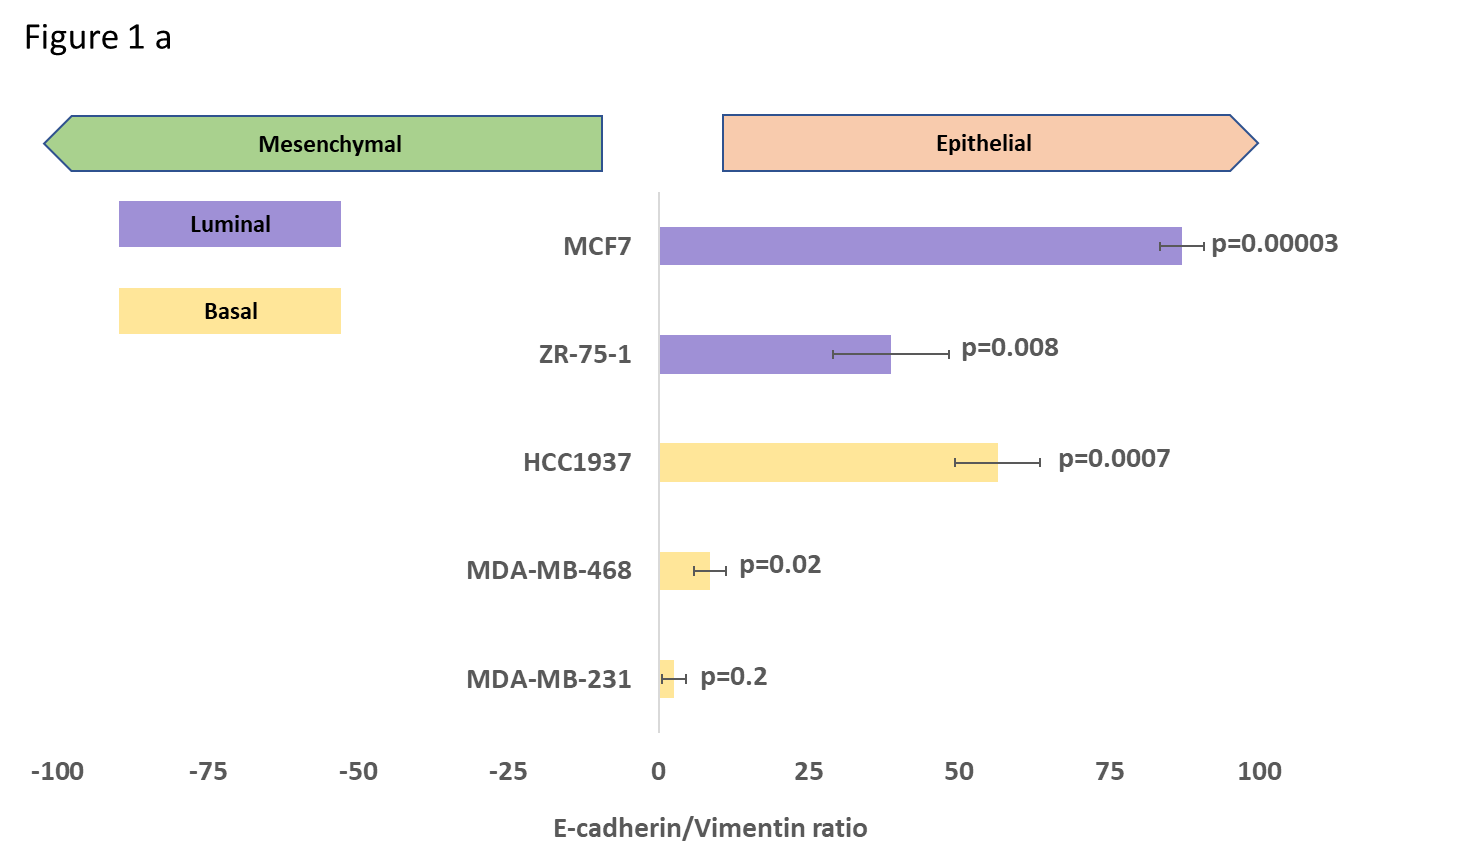 Figure 1 a
Mesenchymal
Epithelial
Luminal
Basal
MCF7
p=0.00003
ZR-75-1
p=0.008
HCC1937
p=0.0007
MDA-MB-468
p=0.02
MDA-MB-231
p=0.2
-100 -75 -50 -25 0 25 50 75 100
E-cadherin/Vimentin ratio